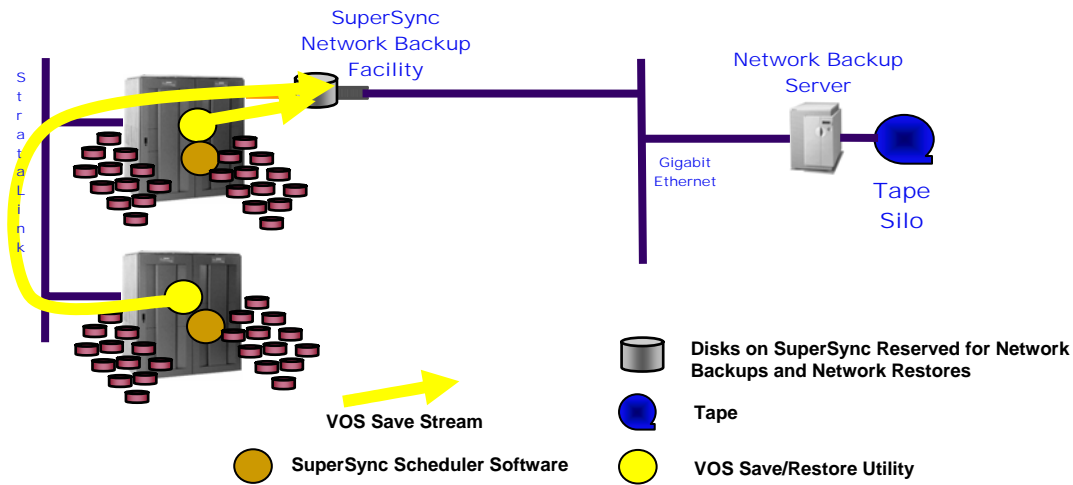 SuperSync
Network Backup
Facility
Network Backup
Server
StrataLink
Gigabit
Ethernet
Tape
Silo
Disks on SuperSync Reserved for Network
Backups and Network Restores
Tape
VOS Save Stream
SuperSync Scheduler Software
VOS Save/Restore Utility